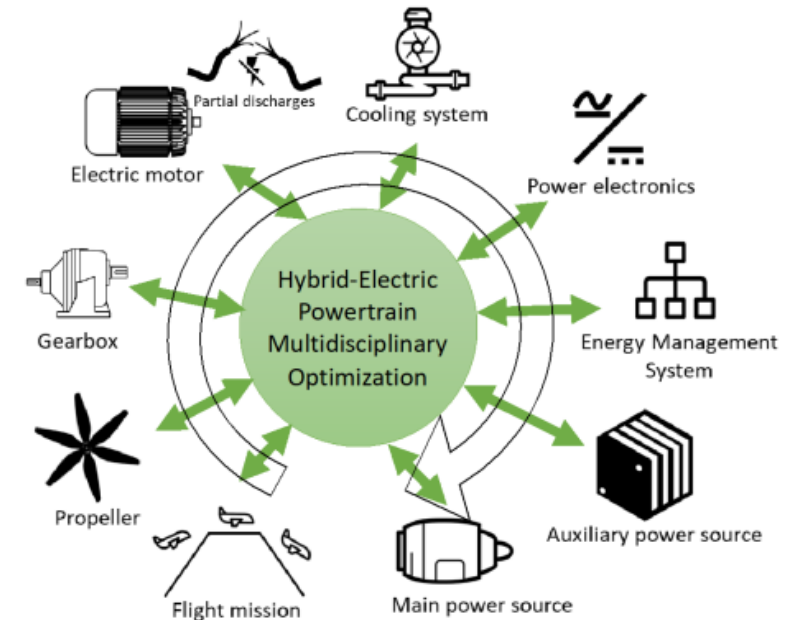 Partial discharges
Cooling system
Electric motor
Power electronics
Hybrid-Electric
Powertrain
Multidisciplinary
Optimization
Gearbox
Energy Management
System
Propeller
Auxiliary power source
Flight mission
Main power source